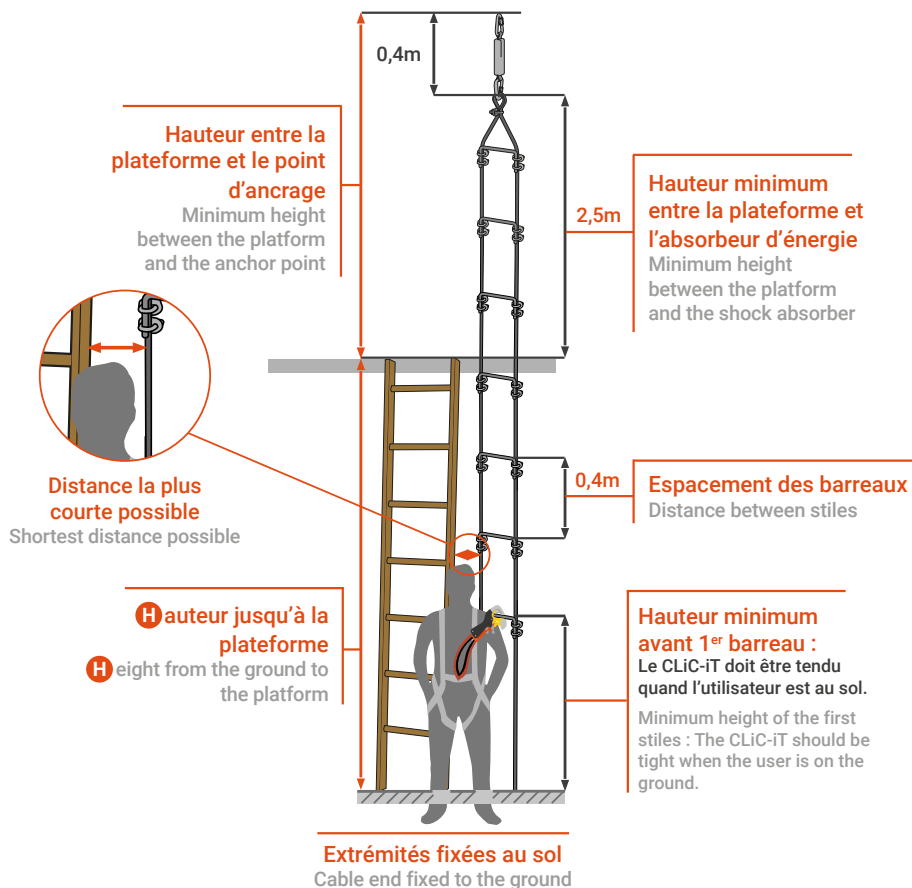 0,4m
Hauteur entre la
plateforme et le point
d’ancrage
Minimum height
between the platform
and the anchor point
2,5m
Hauteur minimum
entre la plateforme et
l’absorbeur d’énergie
Minimum height
between the platform
and the shock absorber
Distance la plus
courte possible
Shortest distance possible
0,4m
Espacement des barreaux
Distance between stiles
H auteur jusqu’à la
plateforme
H eight from the ground to
the platform
Hauteur minimum
avant 1er barreau :
Le CLiC-iT doit être tendu
quand l’utilisateur est au sol.
Minimum height of the first
stiles : The CLiC-iT should be
tight when the user is on the
ground.
Extrémités fixées au sol
Cable end fixed to the ground